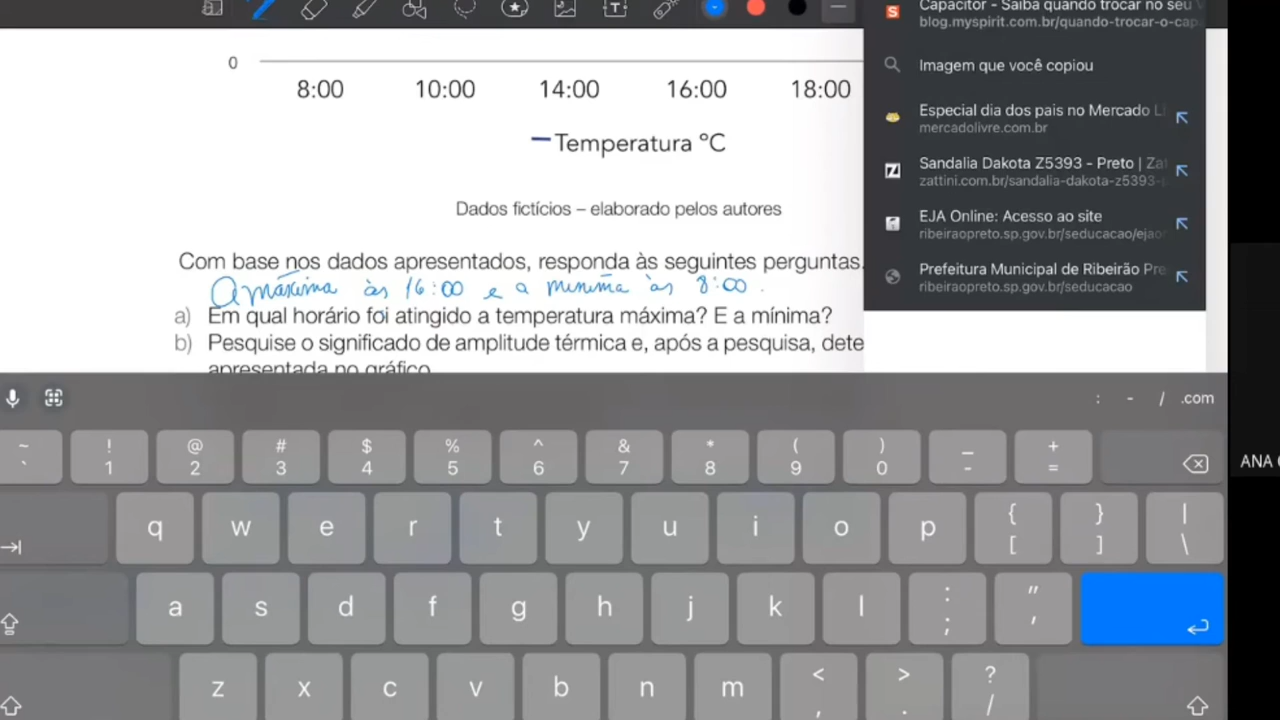 Capacitor - Saiba quando trocar no seu V
blog.myspirit.com.br/quando-trocar-o-cap
0
Imagem que você copiou
8:00 10:00 14:00 16:00 18:00
Especial dia dos pais no Mercado Li
mercadolivre.com.br
Temperatura ºC
Sandalia Dakota Z5393 - Preto | Zat
zattini.com.br/sandalia-dakota-z5393-
Dados fictícios – elaborado pelos autores
EJA Online: Acesso ao site
ribeiraopreto.sp.gov.br/seducacao/ejao
Com base nos dados apresentados, responda às seguintes perguntas.
Prefeitura Municipal de Ribeirão Pre
ribeiraopreto.sp.gov.br/seducacao
A máxima às 16:00 e a mínima às 8:00.
a) Em qual horário foi atingido a temperatura máxima? E a mínima?
b) Pesquise o significado de amplitude térmica e, após a pesquisa, dete
apresentada no gráfico
: - / .com
~ ! @ # $ % ^ & * ( ) _ +
` 1 2 3 4 5 6 7 8 9 0 - =
ANA
q w e r t y u i o p { [ } ] | \
a s d f g h j k l : ; " '
z x c v b n m < , > . ? /